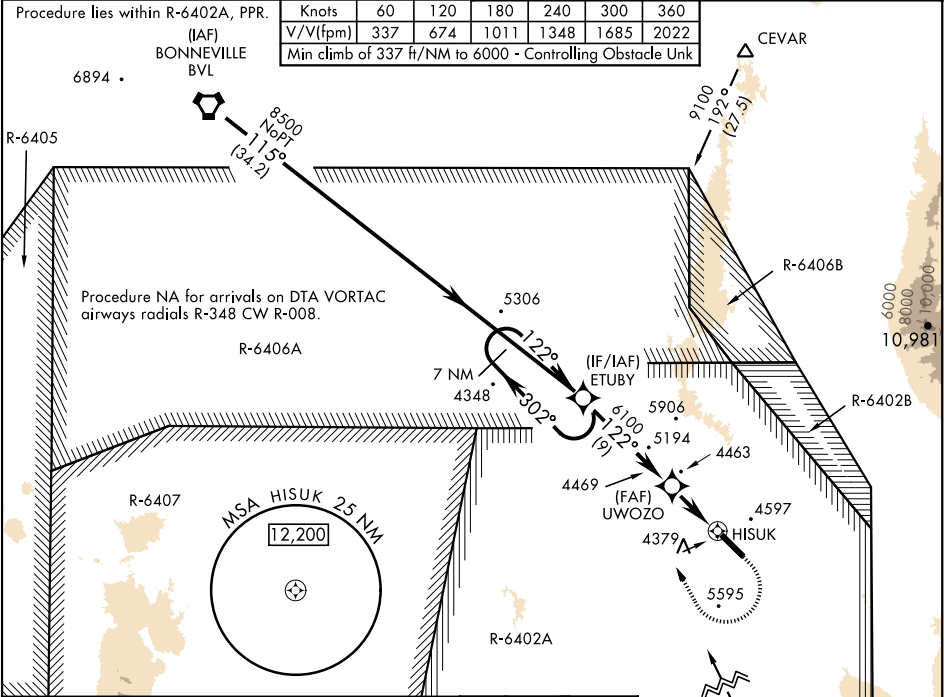 Procedure lies within R-6402A, PPR.
Knots 60 120 180 240 300 360
V/V(fpm) 337 674 1011 1348 1685 2022
Min climb of 337 ft/NM to 6000 - Controlling Obstacle Unk
(IAF)
BONNEVILLE
BVL
6894
CEVAR
9100
192°
(27.5)
8500
NoPT
115°
(34.2)
R-6405
R-6406B
Procedure NA for arrivals on DTA VORTAC
airways radials R-348 CW R-008.
R-6406A
5306
6000
8000
10,000
10,981
122°
(IF/IAF)
ETUBY
7 NM
4348
302°
6100
122°
(9)
5906
5194
R-6402B
4463
4469
(FAF)
UWOZO
R-6407
MSA HISUK 25 NM
12,200
4597
HISUK
4379
5595
R-6402A